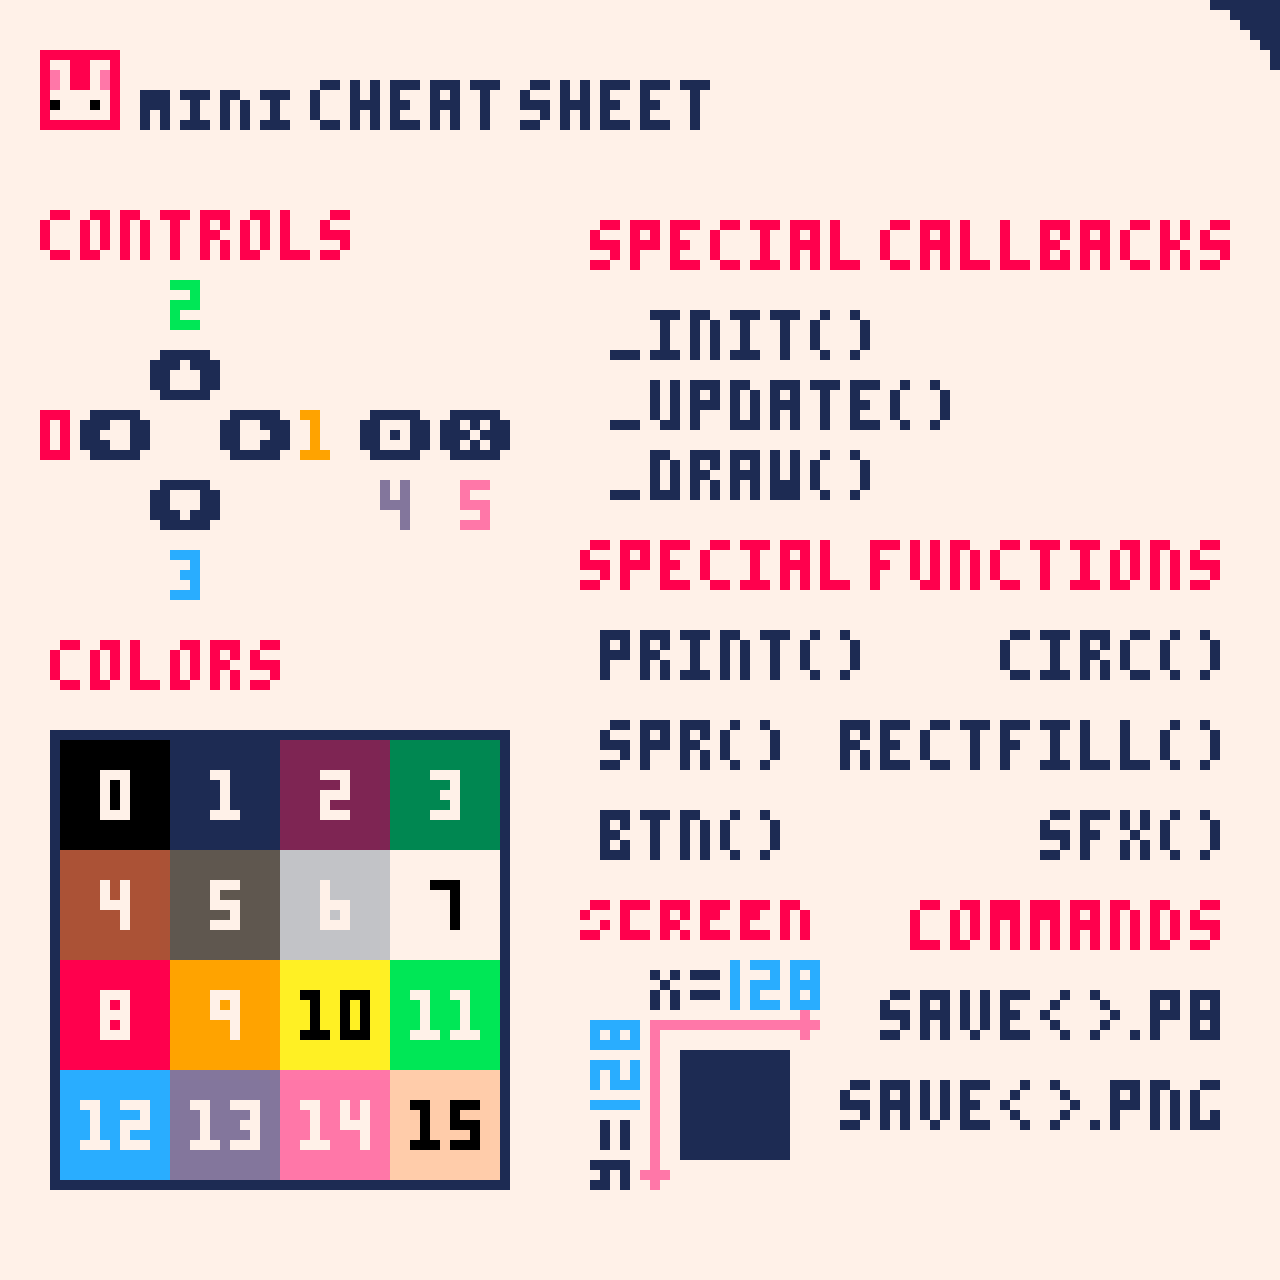 mini CHEAT SHEET
CONTROLS
2
0 1
4 5
3
COLORS
0 1 2 3
4 5 6 7
8 9 10 11
12 13 14 15
SPECIAL CALLBACKS
_INIT()
_UPDATE()
_DRAW()
SPECIAL FUNCTIONS
PRINT() CIRC()
SPR() RECTFILL()
BTN() SFX()
SCREEN
x=128
y=128
COMMANDS
SAVE<>.P8
SAVE<>.PNG